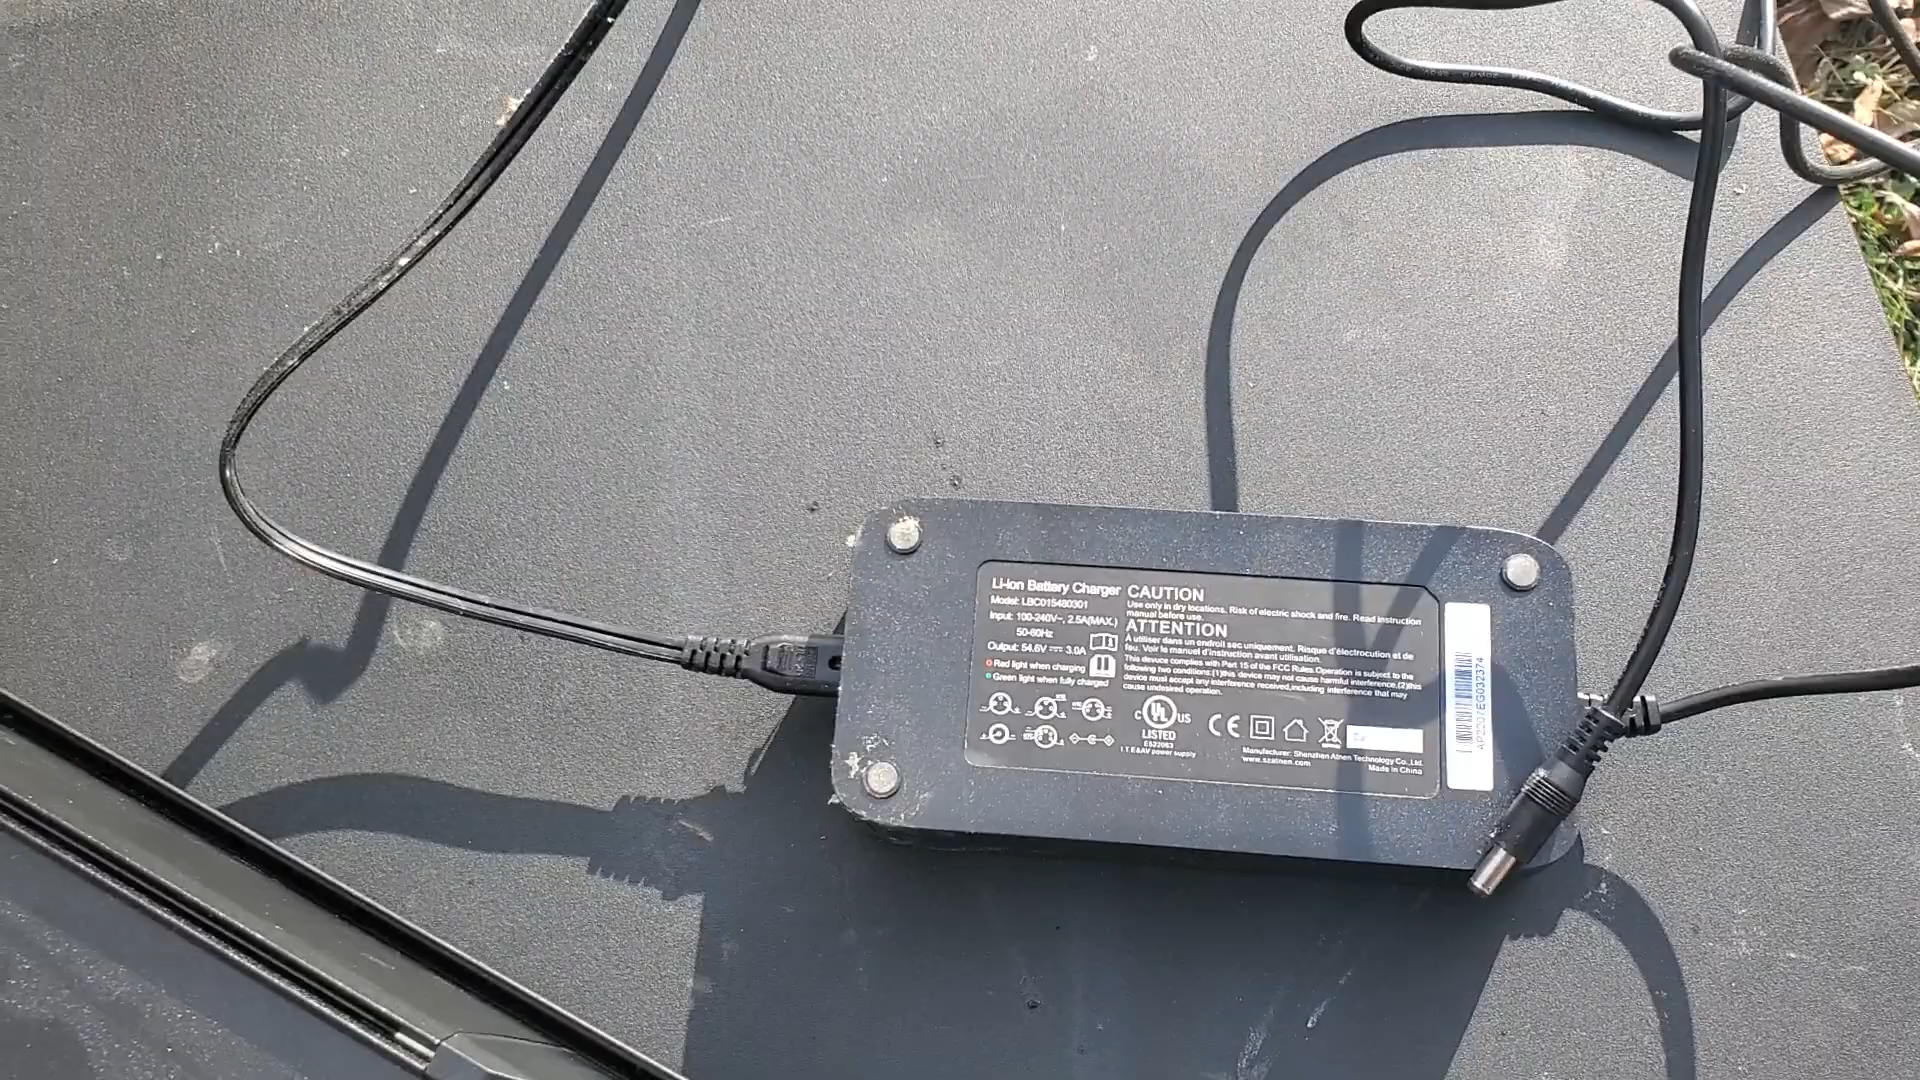 Li-ion Battery Charger
Model: LBC015480301
Input: 100-240V~, 2.5A(MAX.)
50-60Hz
Output: 54.6V 3.0A
Red light when charging
Green light when fully charged
CAUTION
Use only in dry locations. Risk of electric shock and fire. Read instruction
manual before use.
ATTENTION
À utiliser dans un endroit sec uniquement. Risque d'électrocution et de
feu. Voir le manuel d'instruction avant utilisation.
This devuce complies with Part 15 of the FCC Rules.Operation is subject to the
following two conditions:(1)this device may not cause harmful interference,(2)this
device must accept any interference received,including interference that may
cause undesired operation.
C UL US
LISTED
E522063
I.T.E&AV power supply
CE
Manufacturer: Shenzhen Atnen Technology Co.,Ltd.
www.szatnen.com
Made in China
AP2207EG032374